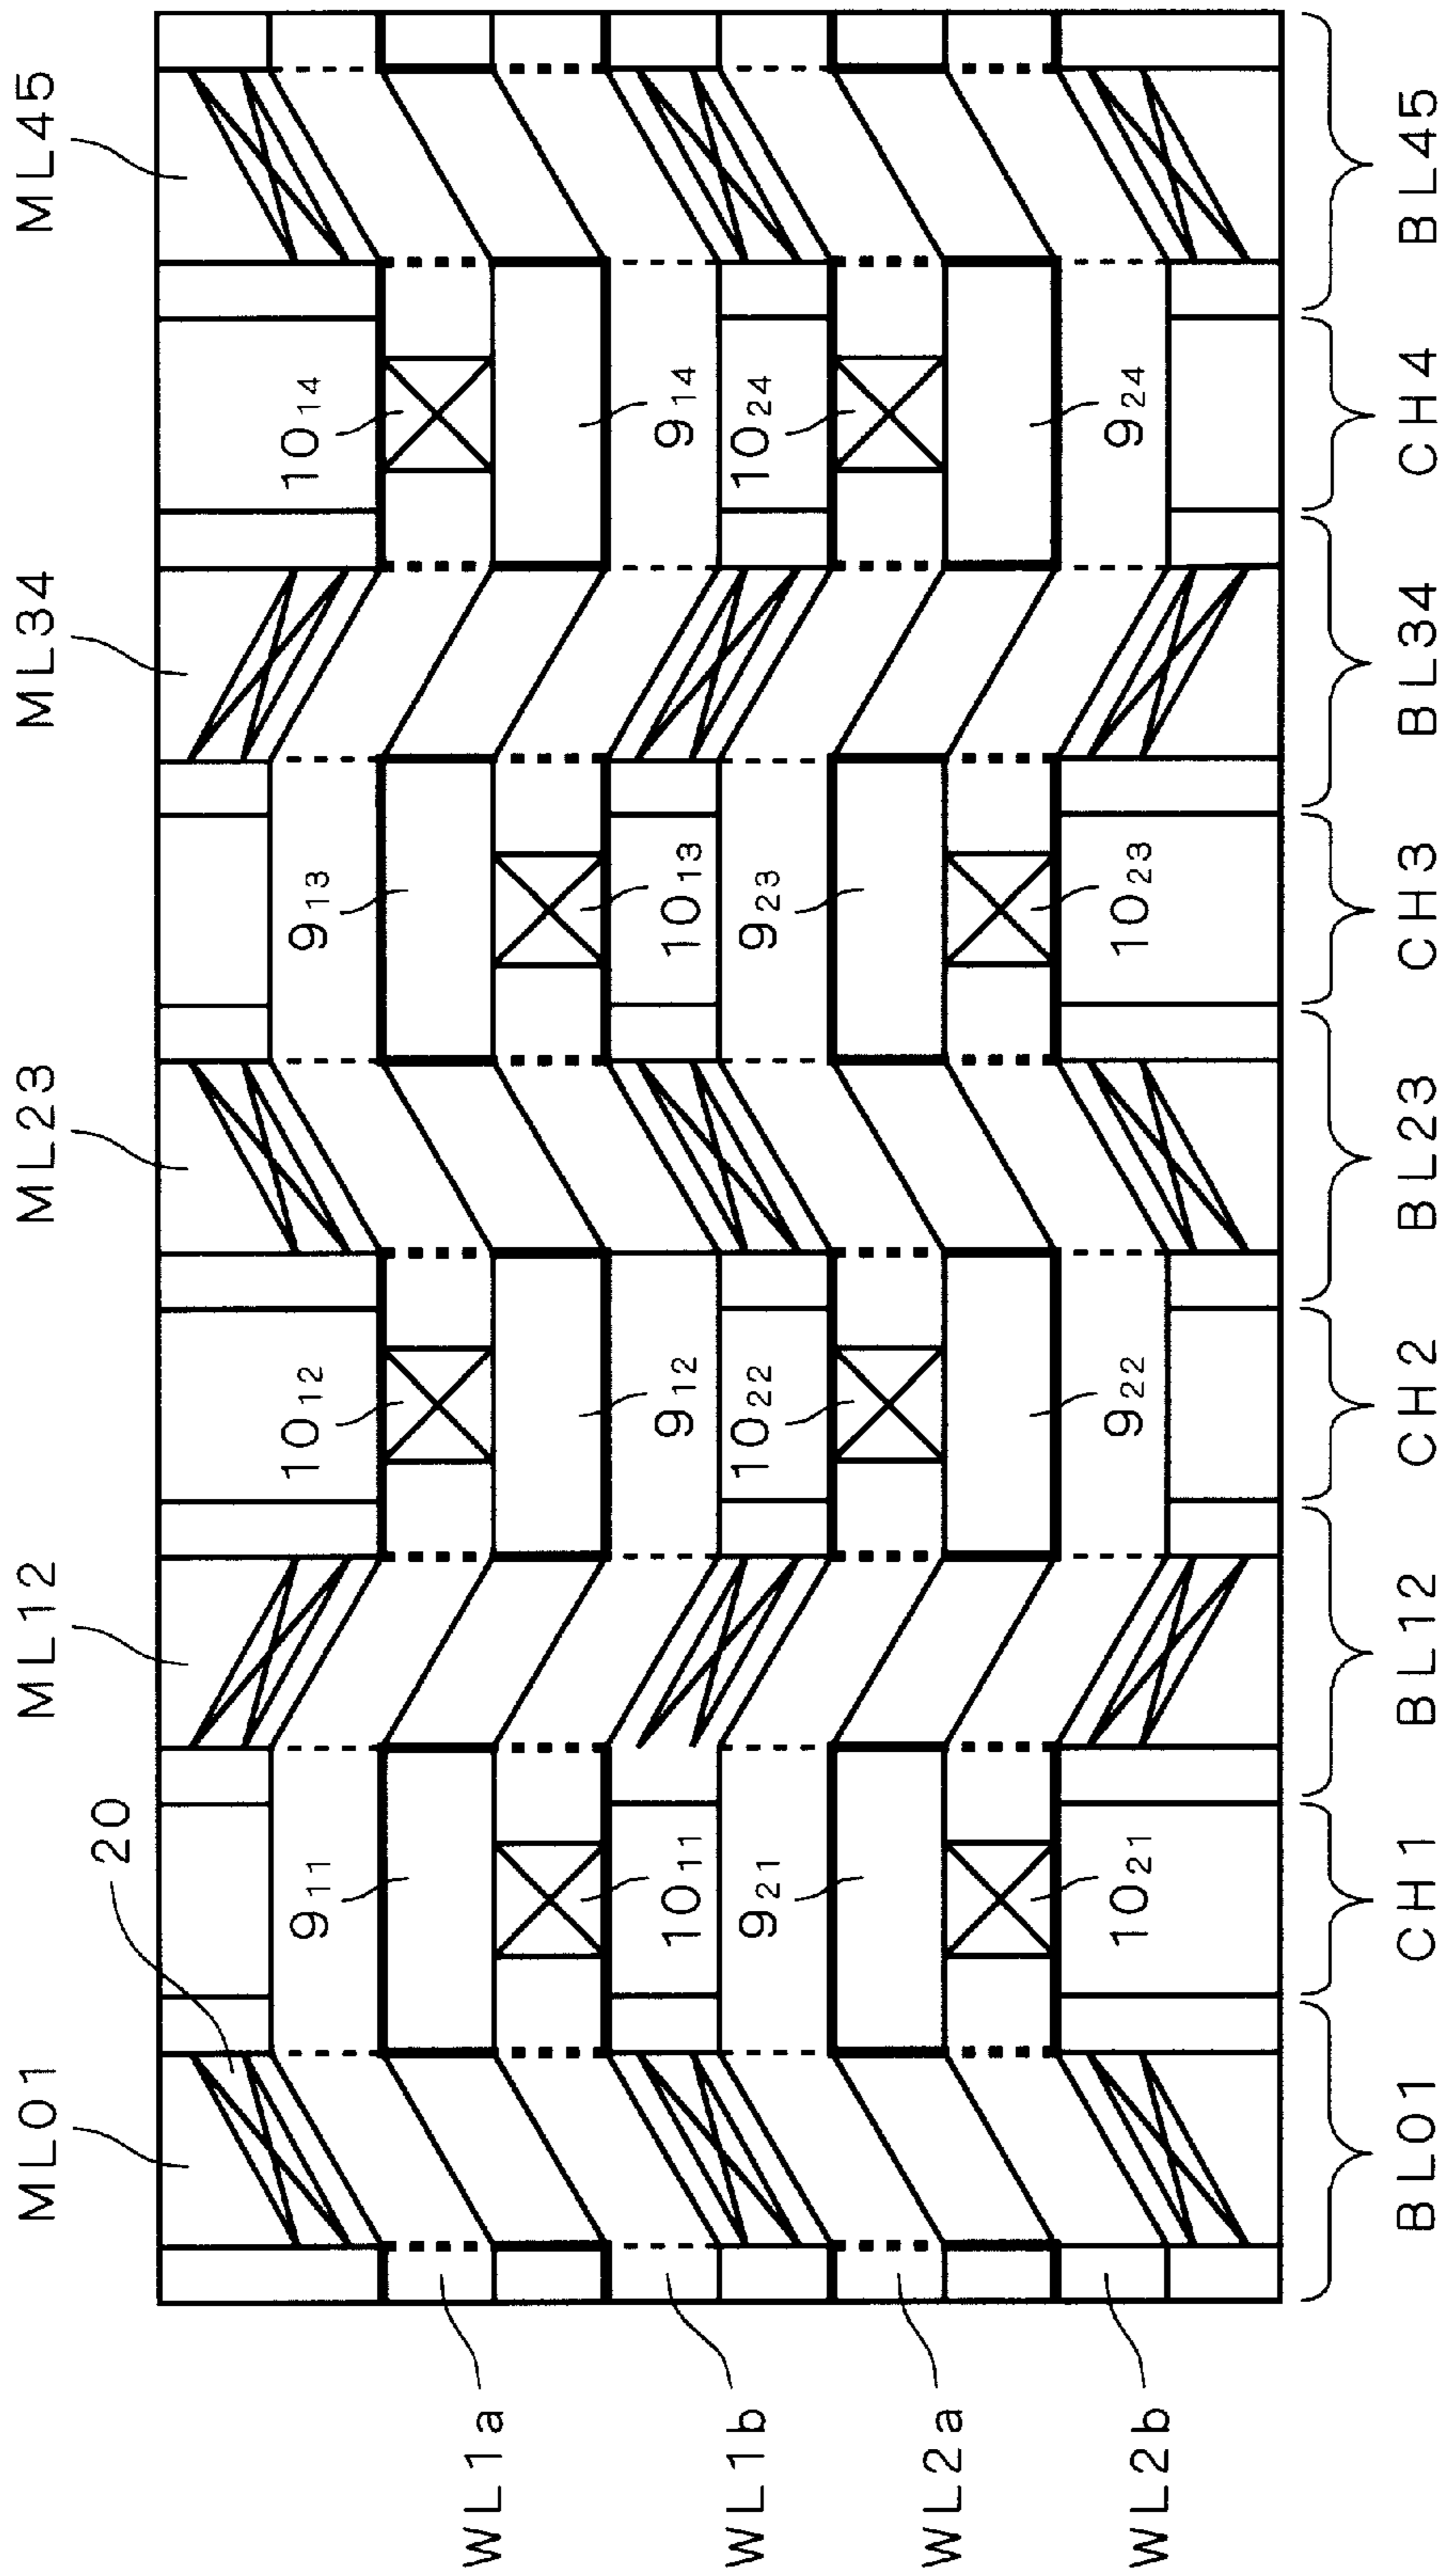 ML01 ML12 ML23 ML34 ML45
20
10₁₂ 10₁₄
9₁₁ 9₁₃
WL1a
9₁₂ 9₁₄
10₁₁ 10₁₃
WL1b
10₂₂ 10₂₄
9₂₁ 9₂₃
WL2a
9₂₂ 9₂₄
10₂₁ 10₂₃
WL2b
BL01 CH1 BL12 CH2 BL23 CH3 BL34 CH4 BL45